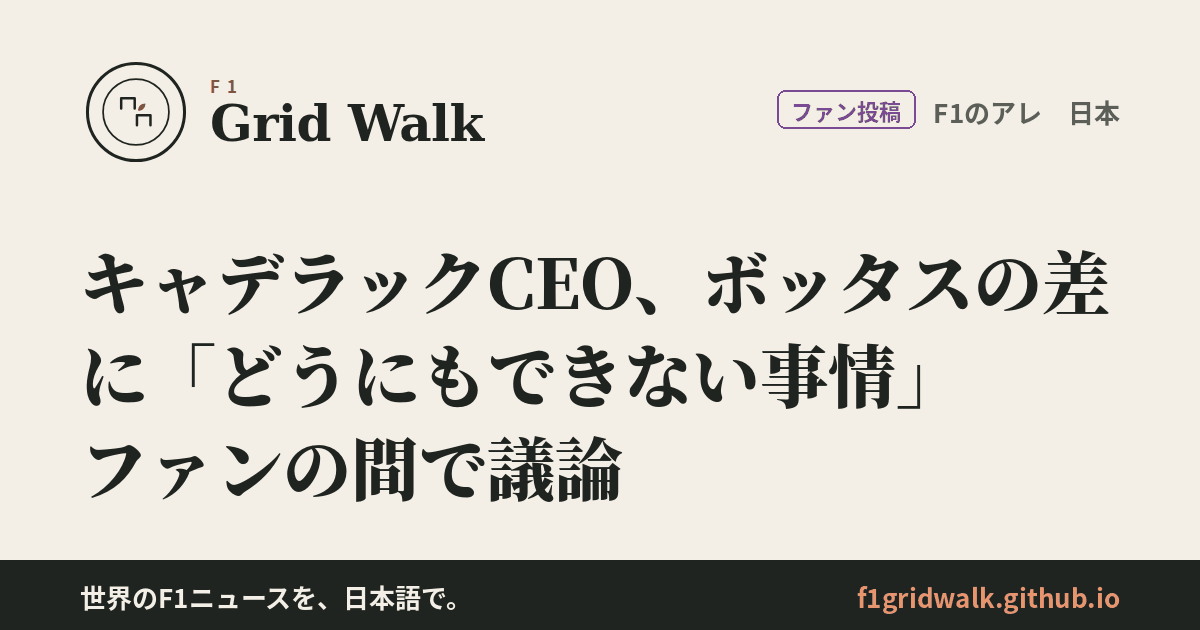 F1
Grid Walk
ファン投稿
F1のアレ　日本
キャデラックCEO、ボッタスの差
に「どうにもできない事情」
ファンの間で議論
世界のF1ニュースを、日本語で。
f1gridwalk.github.io